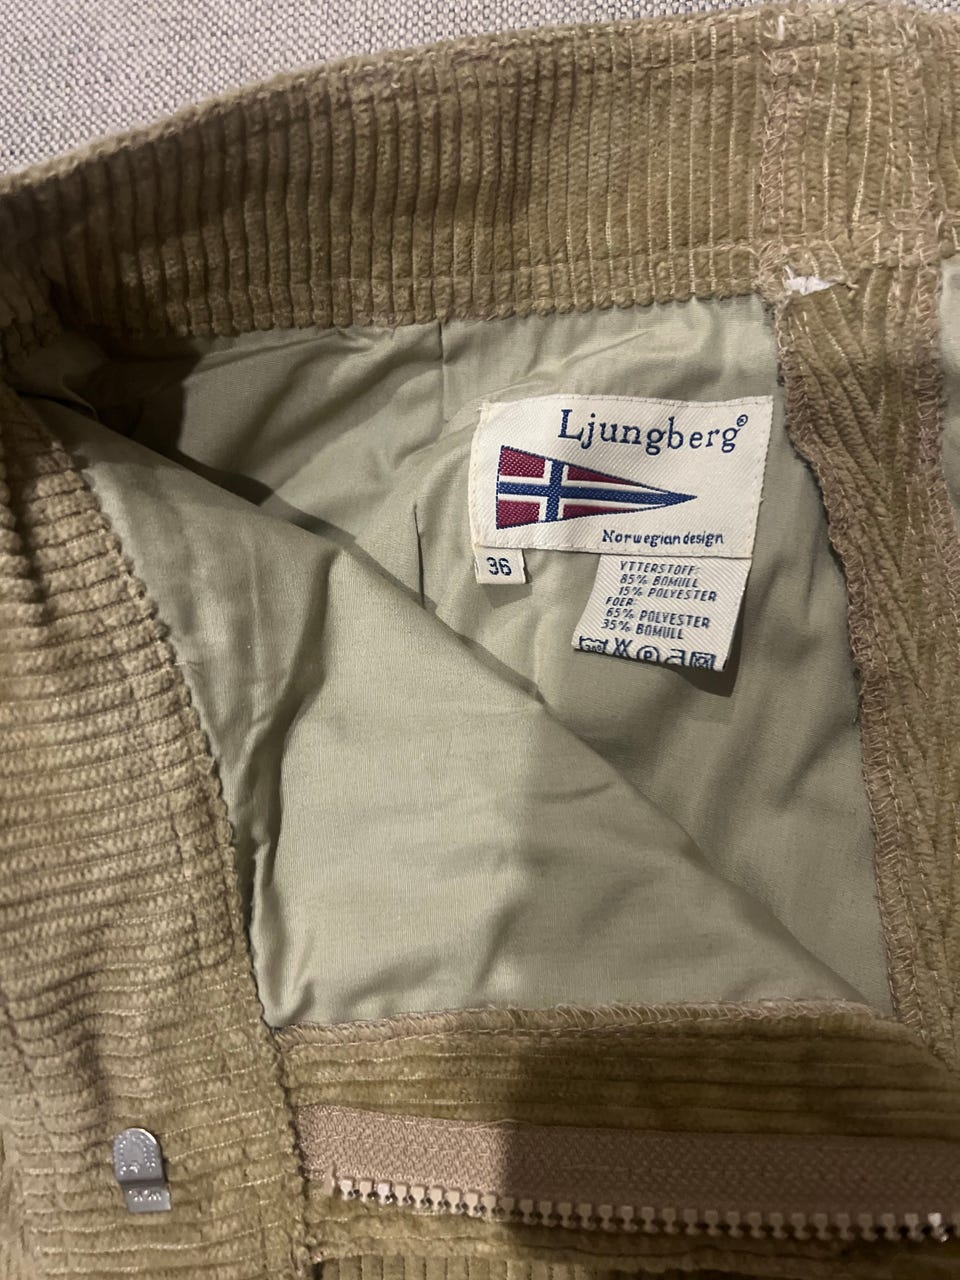 Ljungberg®
Norwegian design
36
YTTERSTOFF:
85% BOMULL
15% POLYESTER
FOER:
65% POLYESTER
35% BOMULL
P